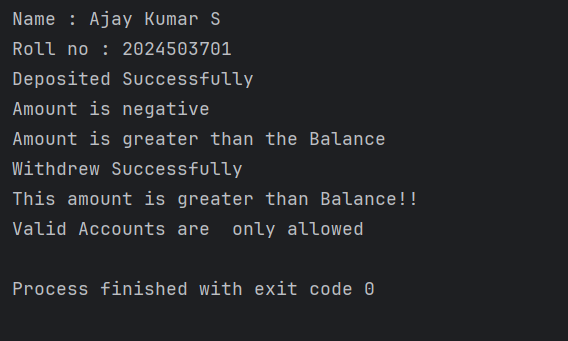 Name : Ajay Kumar S
Roll no : 2024503701
Deposited Successfully
Amount is negative
Amount is greater than the Balance
Withdrew Successfully
This amount is greater than Balance!!
Valid Accounts are  only allowed
Process finished with exit code 0